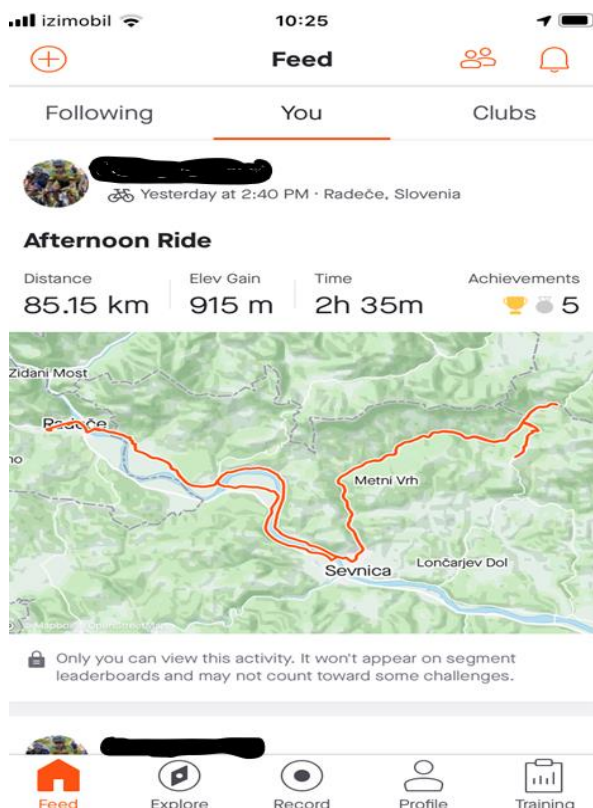 izimobil 10:25
Feed
Following You Clubs
Yesterday at 2:40 PM · Radeče, Slovenia
Afternoon Ride
Distance Elev Gain Time Achievements
85.15 km 915 m 2h 35m 5
Zidani Most
Radeče
no
Metni Vrh
Sevnica
Lončarjev Dol
Only you can view this activity. It won't appear on segment
leaderboards and may not count toward some challenges.
Feed Explore Record Profile Training